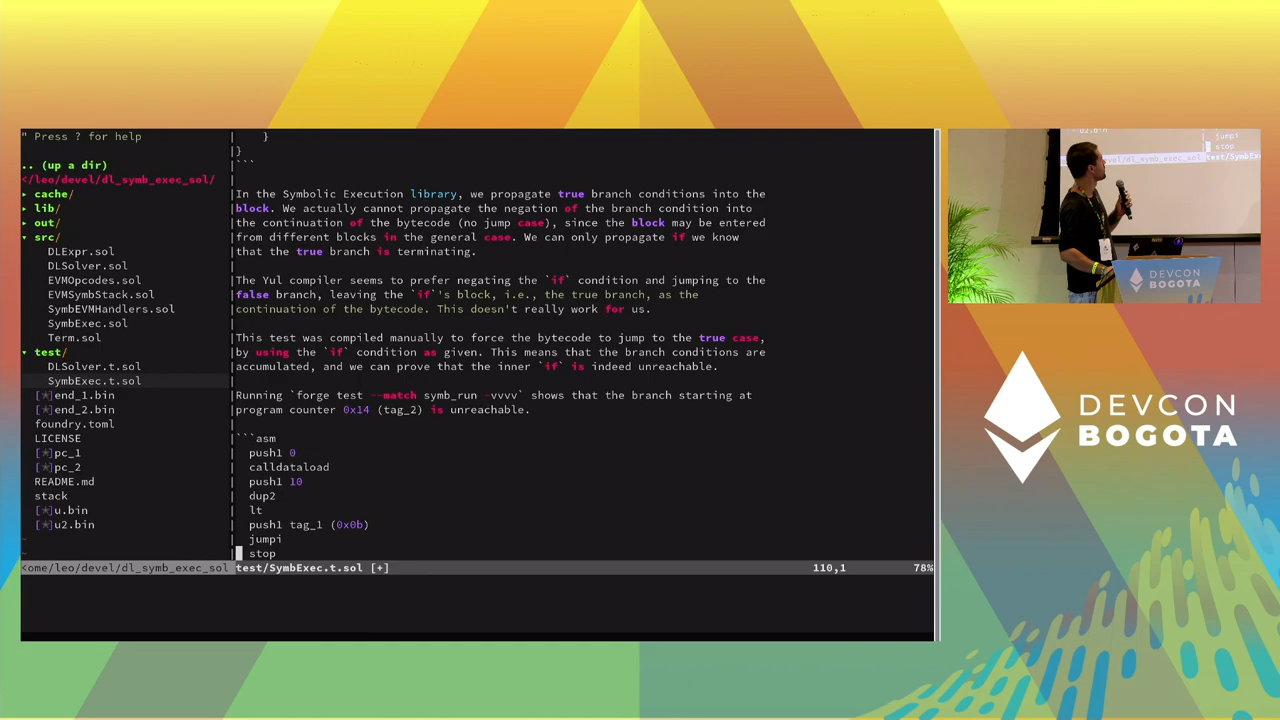 " Press ? for help
.. (up a dir)
</leo/devel/dl_symb_exec_sol/
▸ cache/
▸ lib/
▸ out/
▾ src/
DLExpr.sol
DLSolver.sol
EVMOpcodes.sol
EVMSymbStack.sol
SymbEVMHandlers.sol
SymbExec.sol
Term.sol
▾ test/
DLSolver.t.sol
SymbExec.t.sol
[*]end_1.bin
[*]end_2.bin
foundry.toml
LICENSE
[*]pc_1
[*]pc_2
README.md
stack
[*]u.bin
[*]u2.bin
~
~
<ome/leo/devel/dl_symb_exec_sol
}
}
```
In the Symbolic Execution library, we propagate true branch conditions into the
block. We actually cannot propagate the negation of the branch condition into
the continuation of the bytecode (no jump case), since the block may be entered
from different blocks in the general case. We can only propagate if we know
that the true branch is terminating.
The Yul compiler seems to prefer negating the `if` condition and jumping to the
false branch, leaving the `if`'s block, i.e., the true branch, as the
continuation of the bytecode. This doesn't really work for us.
This test was compiled manually to force the bytecode to jump to the true case,
by using the `if` condition as given. This means that the branch conditions are
accumulated, and we can prove that the inner `if` is indeed unreachable.
Running `forge test --match symb_run -vvvv` shows that the branch starting at
program counter 0x14 (tag_2) is unreachable.
```asm
push1 0
calldataload
push1 10
dup2
lt
push1 tag_1 (0x0b)
jumpi
stop
test/SymbExec.t.sol [+] 110,1 78%
u2.bin
jumpi
stop
devel/dl_symb_exec_sol test/SymbEx
DEVCON
BOGOTA
DEVCON
BOGOTA